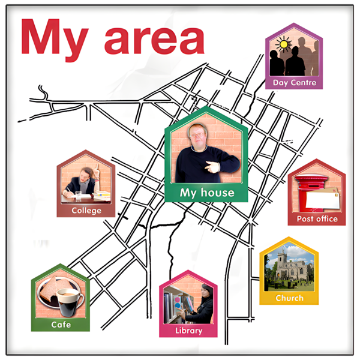 My area
Day Centre
My house
College
Post office
Church
Cafe
Library